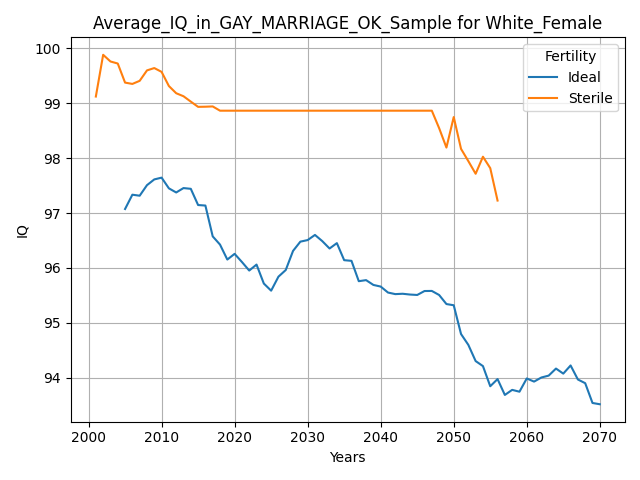 Average_IQ_in_GAY_MARRIAGE_OK_Sample for White_Female
Fertility
Ideal
Sterile
IQ
100
99
98
97
96
95
94
2000 2010 2020 2030 2040 2050 2060 2070
Years